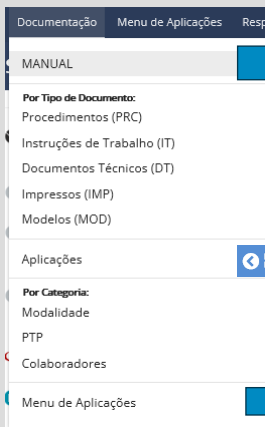 Documentação Menu de Aplicações
MANUAL
Por Tipo de Documento:
Procedimentos (PRC)
Instruções de Trabalho (IT)
Documentos Técnicos (DT)
Impressos (IMP)
Modelos (MOD)
Aplicações
Por Categoria:
Modalidade
PTP
Colaboradores
Menu de Aplicações